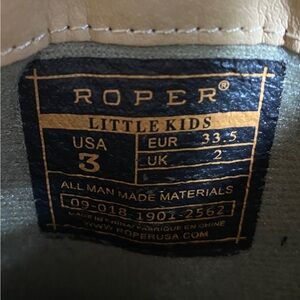 ROPER®
LITTLE KIDS
USA 3
EUR 33.5
UK 2
ALL MAN MADE MATERIALS
09-018-1901-2562
MADE IN CHINA/FABRIQUÉ EN CHINE
WWW.ROPERUSA.COM